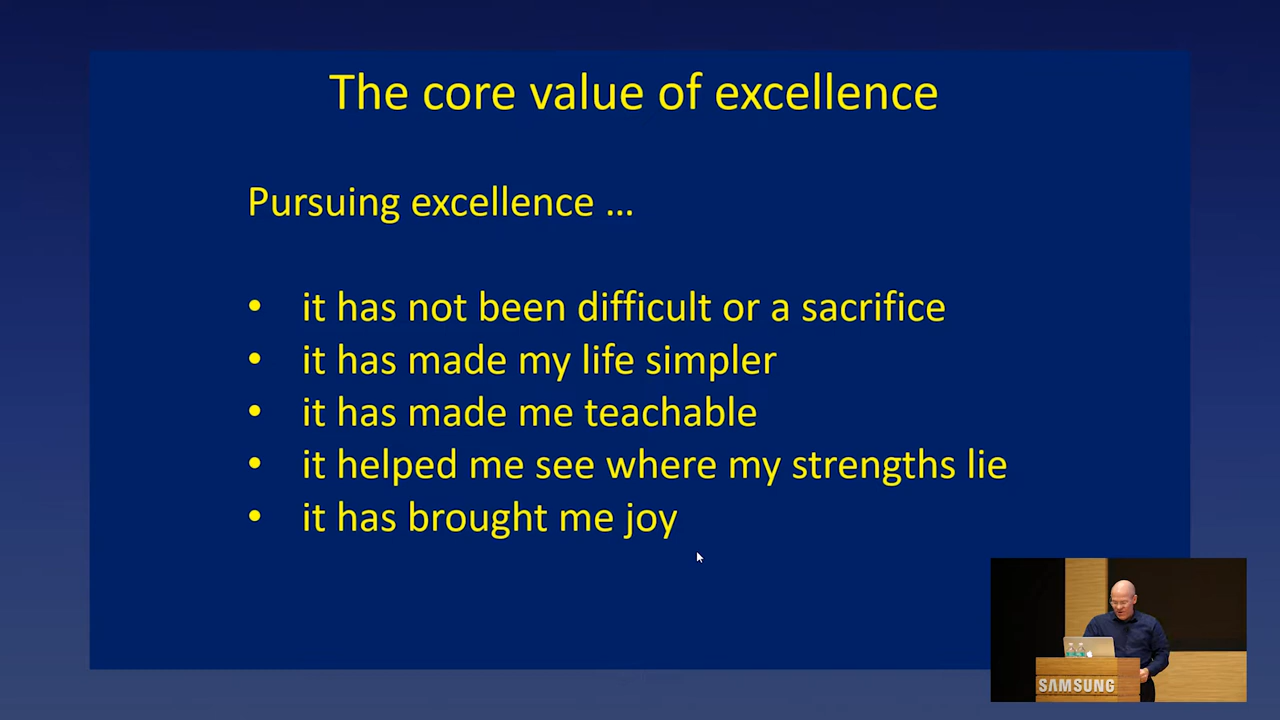 The core value of excellence
Pursuing excellence ...
• it has not been difficult or a sacrifice
• it has made my life simpler
• it has made me teachable
• it helped me see where my strengths lie
• it has brought me joy
SAMSUNG